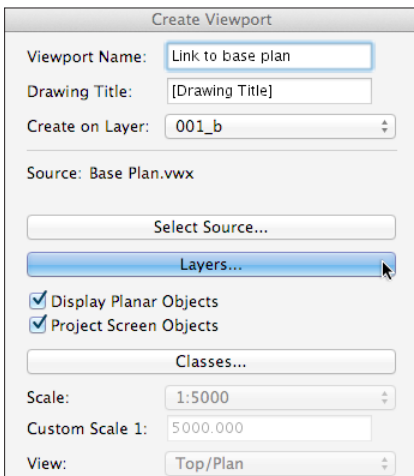 Create Viewport
Viewport Name: Link to base plan
Drawing Title: [Drawing Title]
Create on Layer: 001_b
Source: Base Plan.vwx
Select Source...
Layers...
Display Planar Objects
Project Screen Objects
Classes...
Scale: 1:5000
Custom Scale 1: 5000.000
View: Top/Plan